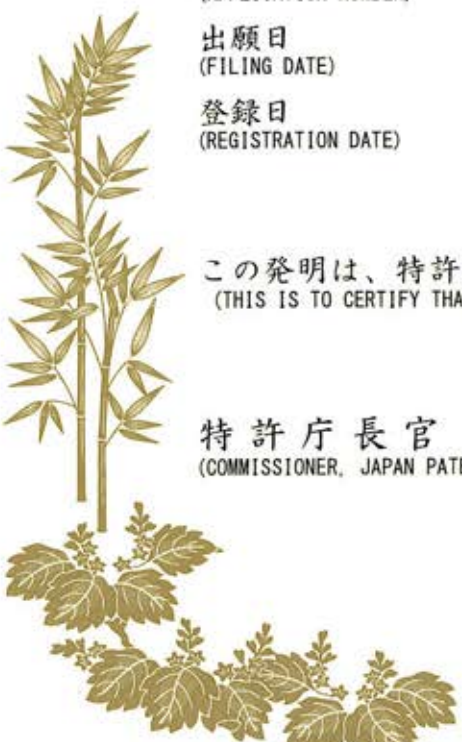 出願日
(FILING DATE)
登録日
(REGISTRATION DATE)
この発明は、特許
(THIS IS TO CERTIFY THA
特許庁長官
(COMMISSIONER, JAPAN PATE